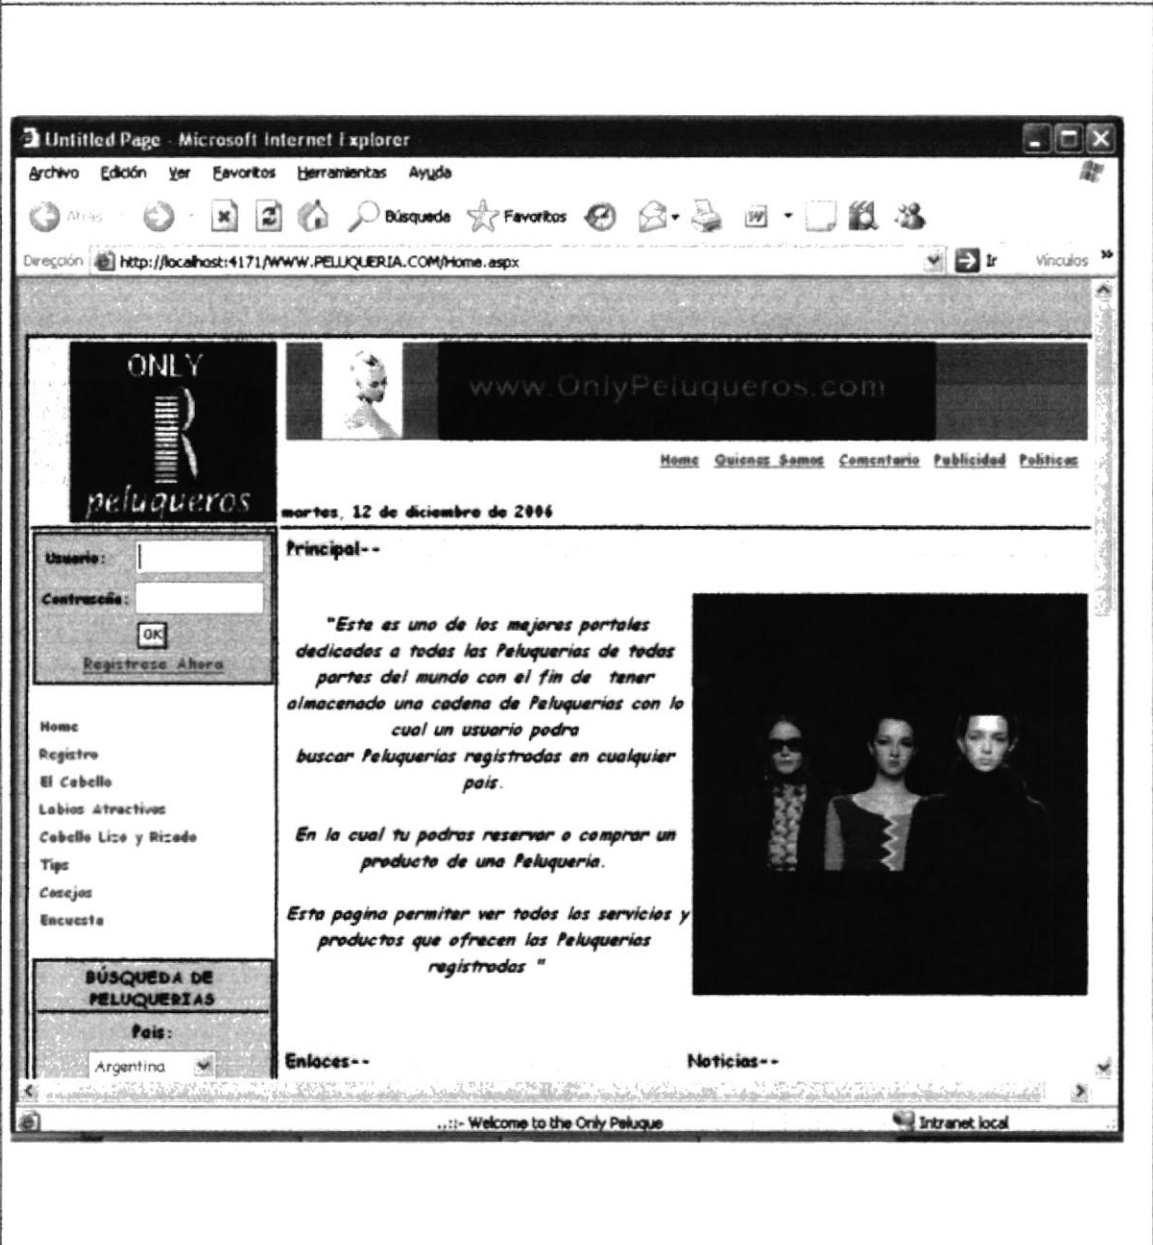 Untitled Page - Microsoft Internet Explorer
Archivo Edición Ver Favoritos Herramientas Ayuda
Atrás Búsqueda Favoritos
Dirección http://localhost:4171/WWW.PELUQUERIA.COM/Home.aspx Ir Vínculos
ONLY
peluqueros
www.OnlyPeluqueros.com
Home Quienes Somos Comentario Publicidad Politicas
martes, 12 de diciembre de 2006
Usuario:
Contraseña:
OK
Registrese Ahora
Home
Registro
El Cabello
Labios Atractivos
Cabello Lizo y Rizado
Tips
Cosejos
Encuesta
BÚSQUEDA DE
PELUQUERIAS
Pais:
Argentina
Principal--
"Este es uno de los mejores portales
dedicados a todas las Peluquerias de todas
partes del mundo con el fin de tener
almacenado una cadena de Peluquerias con lo
cual un usuario podra
buscar Peluquerias registradas en cualquier
pais.
En la cual tu podras reservar o comprar un
producto de una Peluqueria.
Esta pagina permiter ver todos los servicios y
productos que ofrecen las Peluquerias
registradas "
Enlaces-- Noticias--
..::- Welcome to the Only Peluque Intranet local